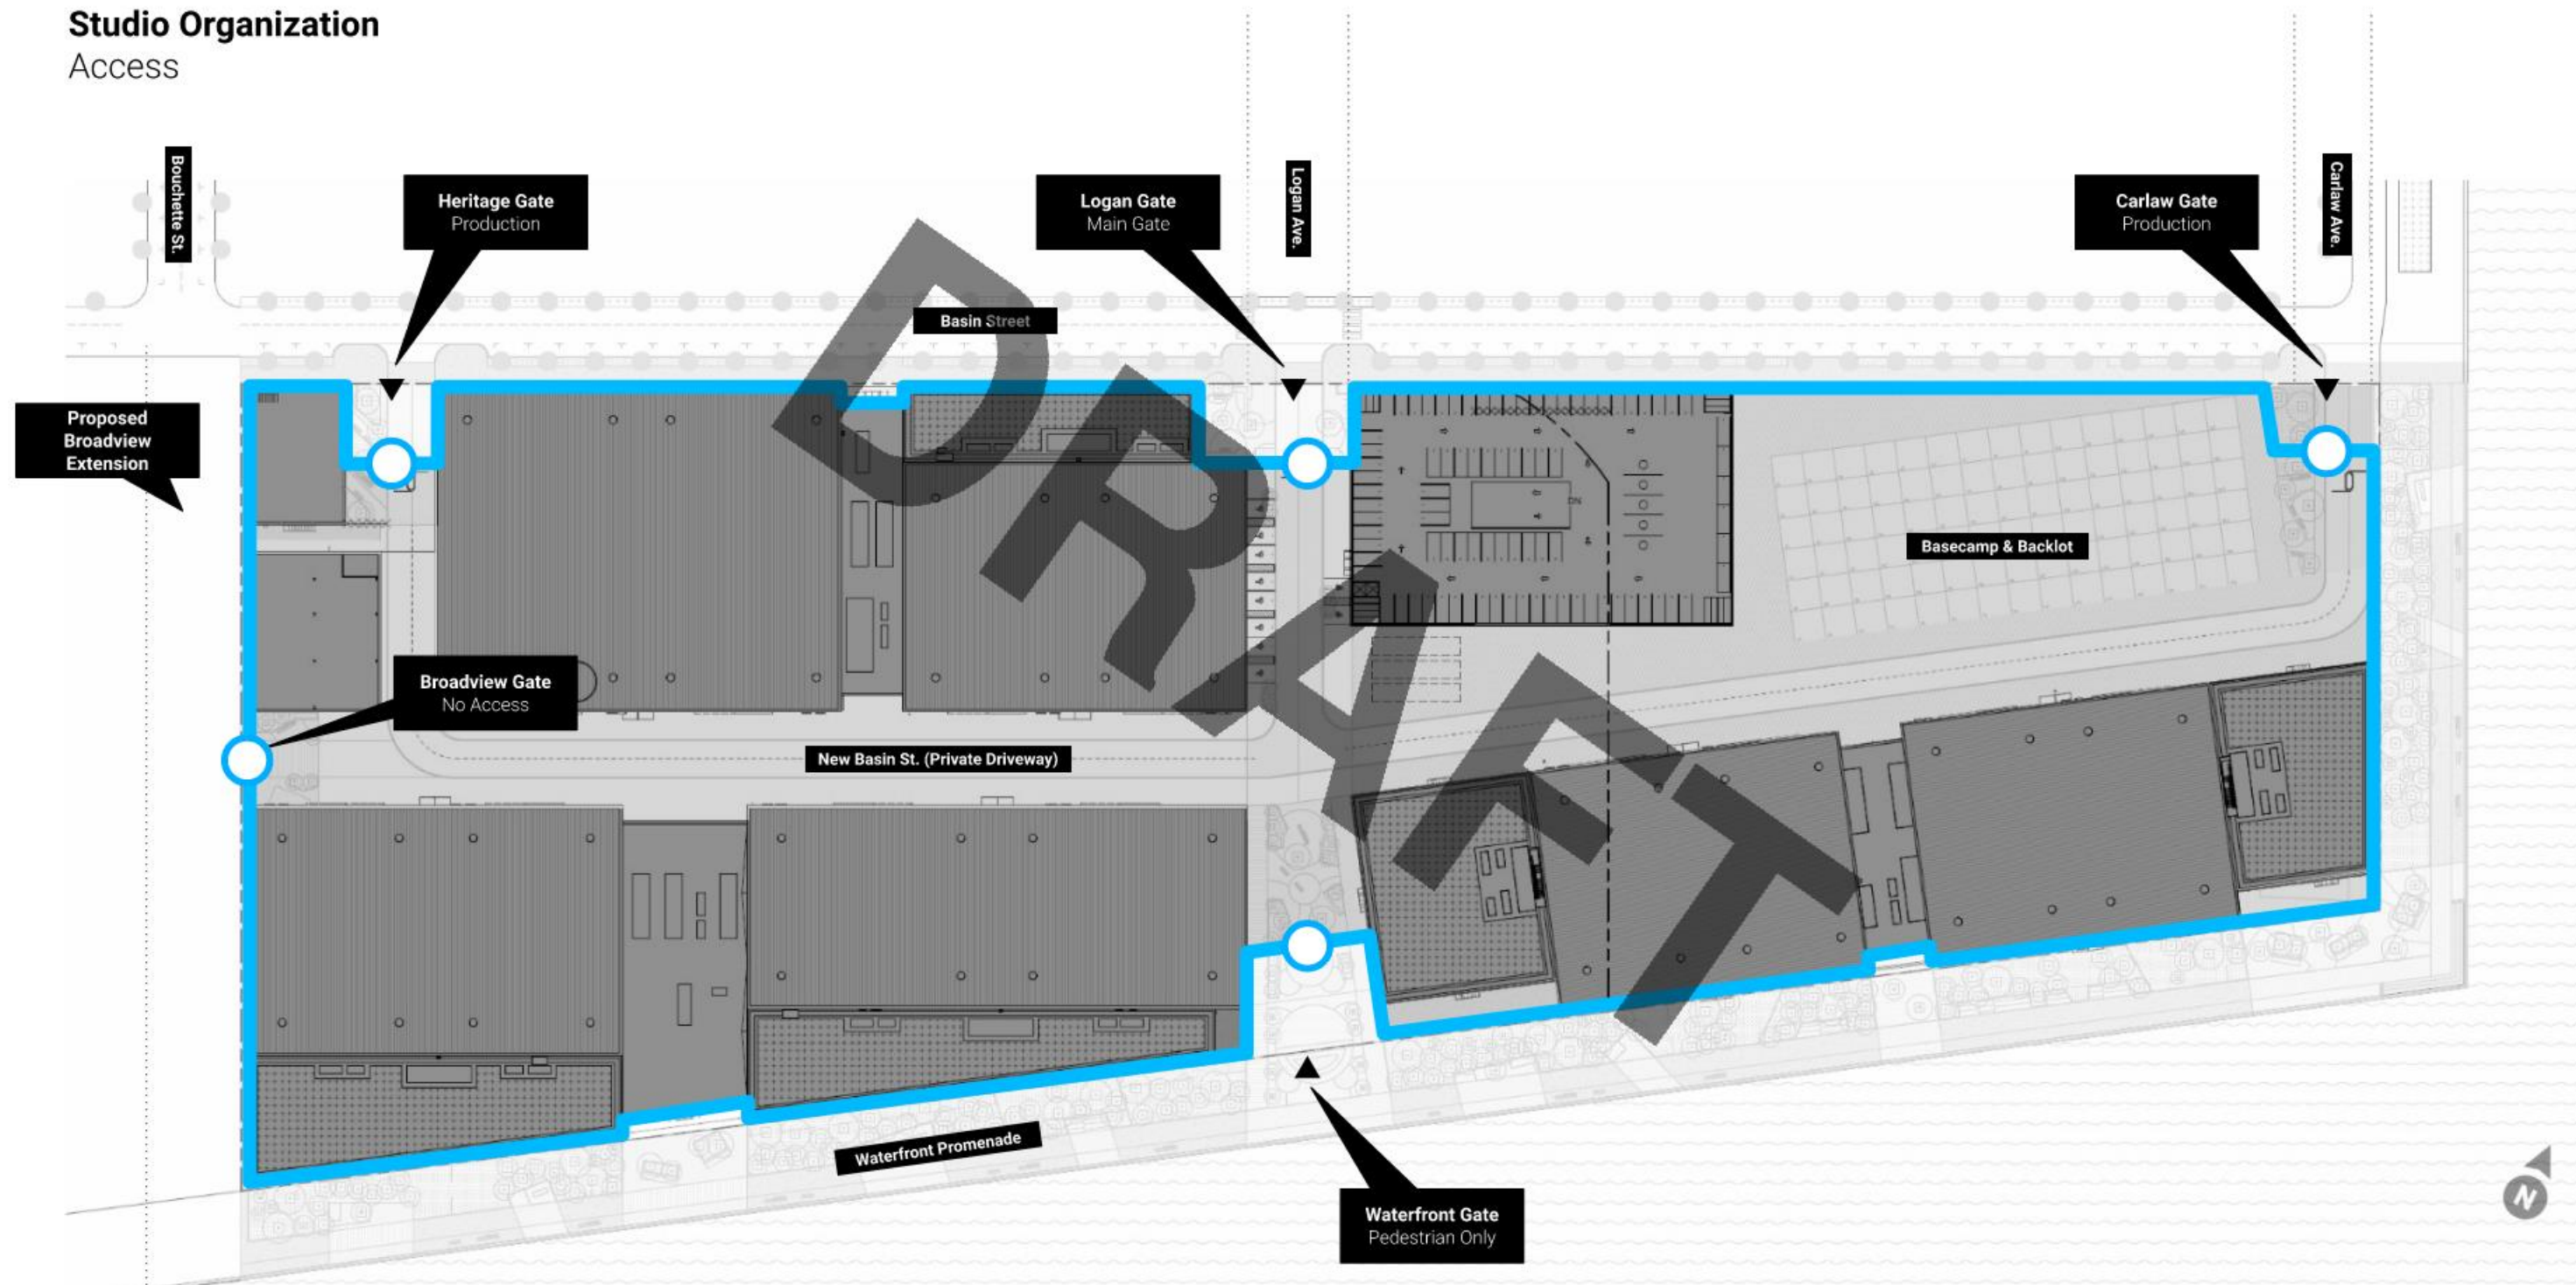 Studio Organization
Access
Bouchette St.
Heritage Gate
Production
Logan Gate
Main Gate
Logan Ave.
Carlaw Gate
Production
Carlaw Ave.
Basin Street
Proposed
Broadview
Extension
DN
Basecamp & Backlot
Broadview Gate
No Access
New Basin St. (Private Driveway)
DRAFT
Waterfront Promenade
Waterfront Gate
Pedestrian Only
N